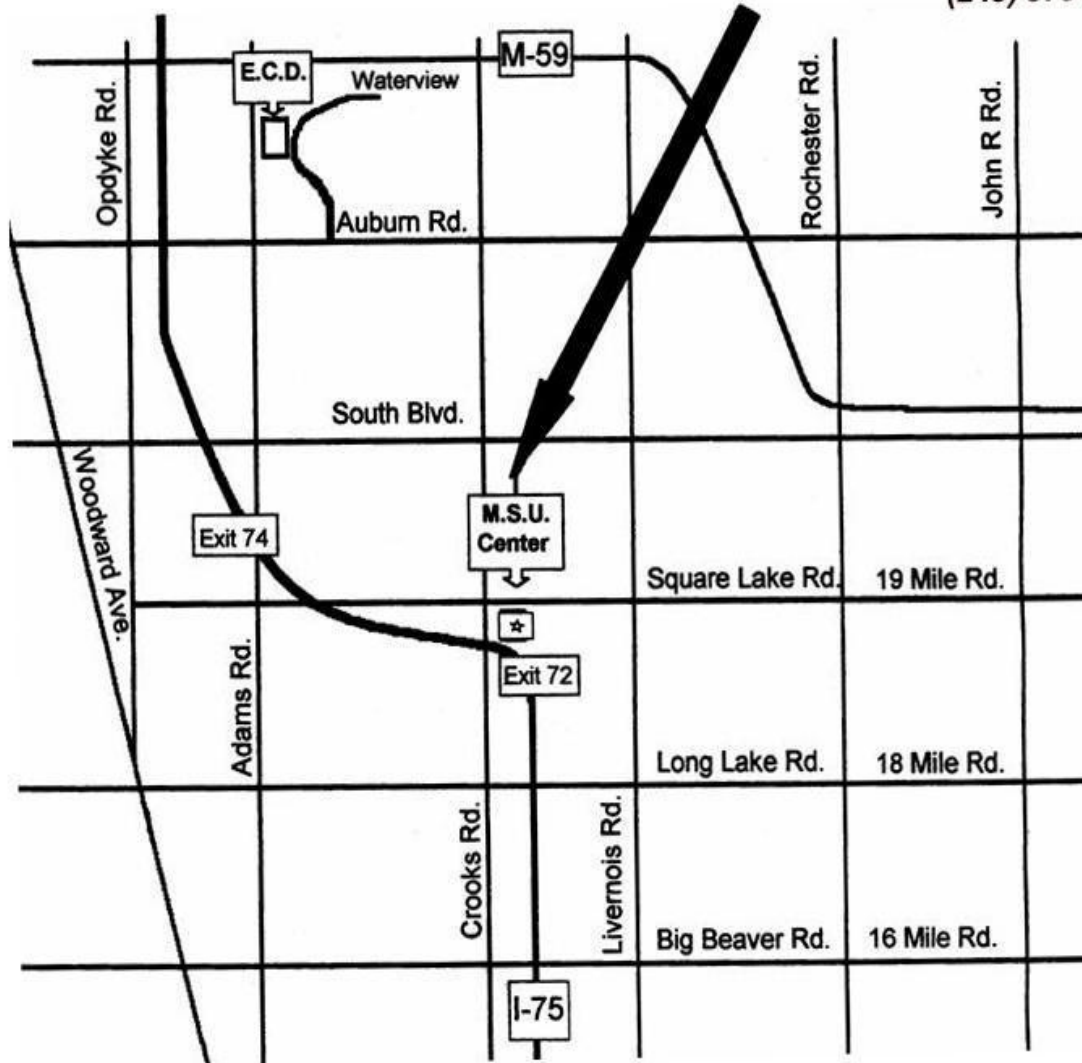 M-59
E.C.D.
Waterview
Opdyke Rd.
Rochester Rd.
John R Rd.
Auburn Rd.
South Blvd.
Woodward Ave.
Exit 74
M.S.U.
Center
Square Lake Rd.
19 Mile Rd.
Adams Rd.
Exit 72
Long Lake Rd.
18 Mile Rd.
Crooks Rd.
Livernois Rd.
Big Beaver Rd.
16 Mile Rd.
I-75